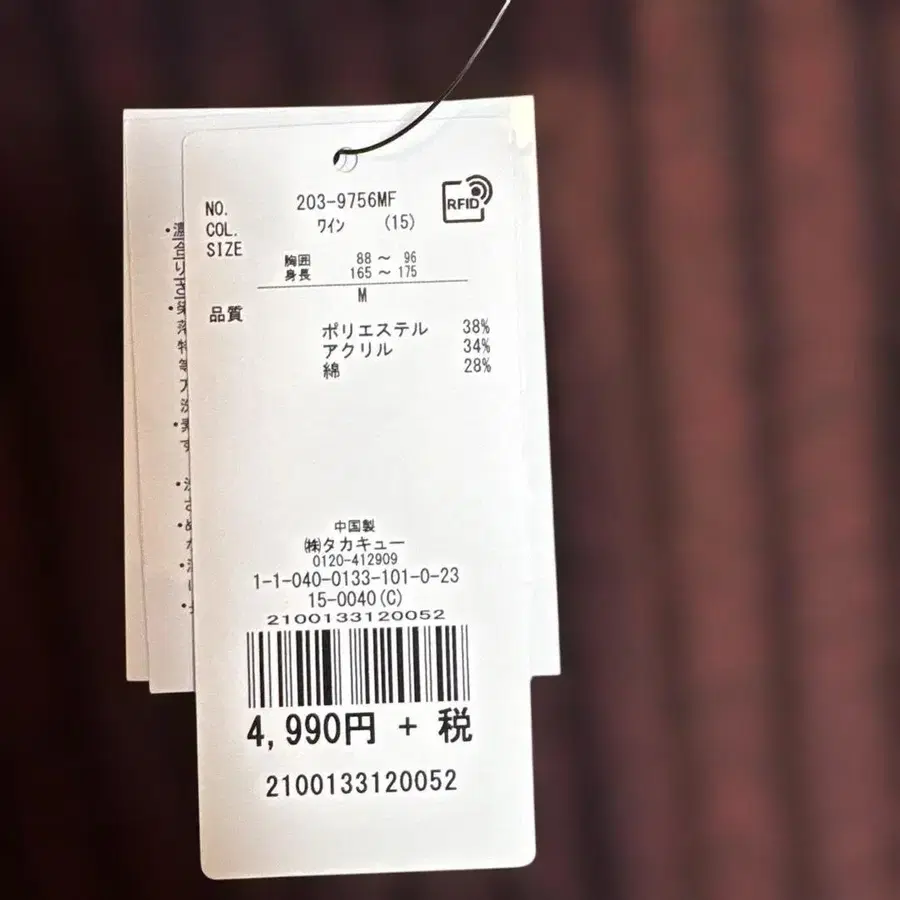 NO. 203-9756MF
COL. ワイン (15)
RFID
SIZE
胸囲 88 ～ 96
身長 165 ～ 175
M
品質
ポリエステル 38%
アクリル 34%
綿 28%
中国製
㈱タカキュー
0120-412909
1-1-040-0133-101-0-23
15-0040(C)
2100133120052
4,990円 + 税
2100133120052